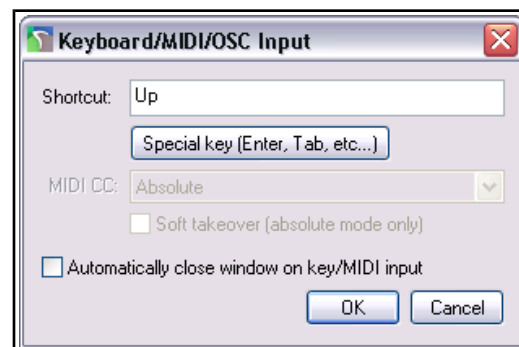 Keyboard/MIDI/OSC Input
Shortcut: Up
Special key (Enter, Tab, etc...)
MIDI CC: Absolute
Soft takeover (absolute mode only)
Automatically close window on key/MIDI input
OK Cancel